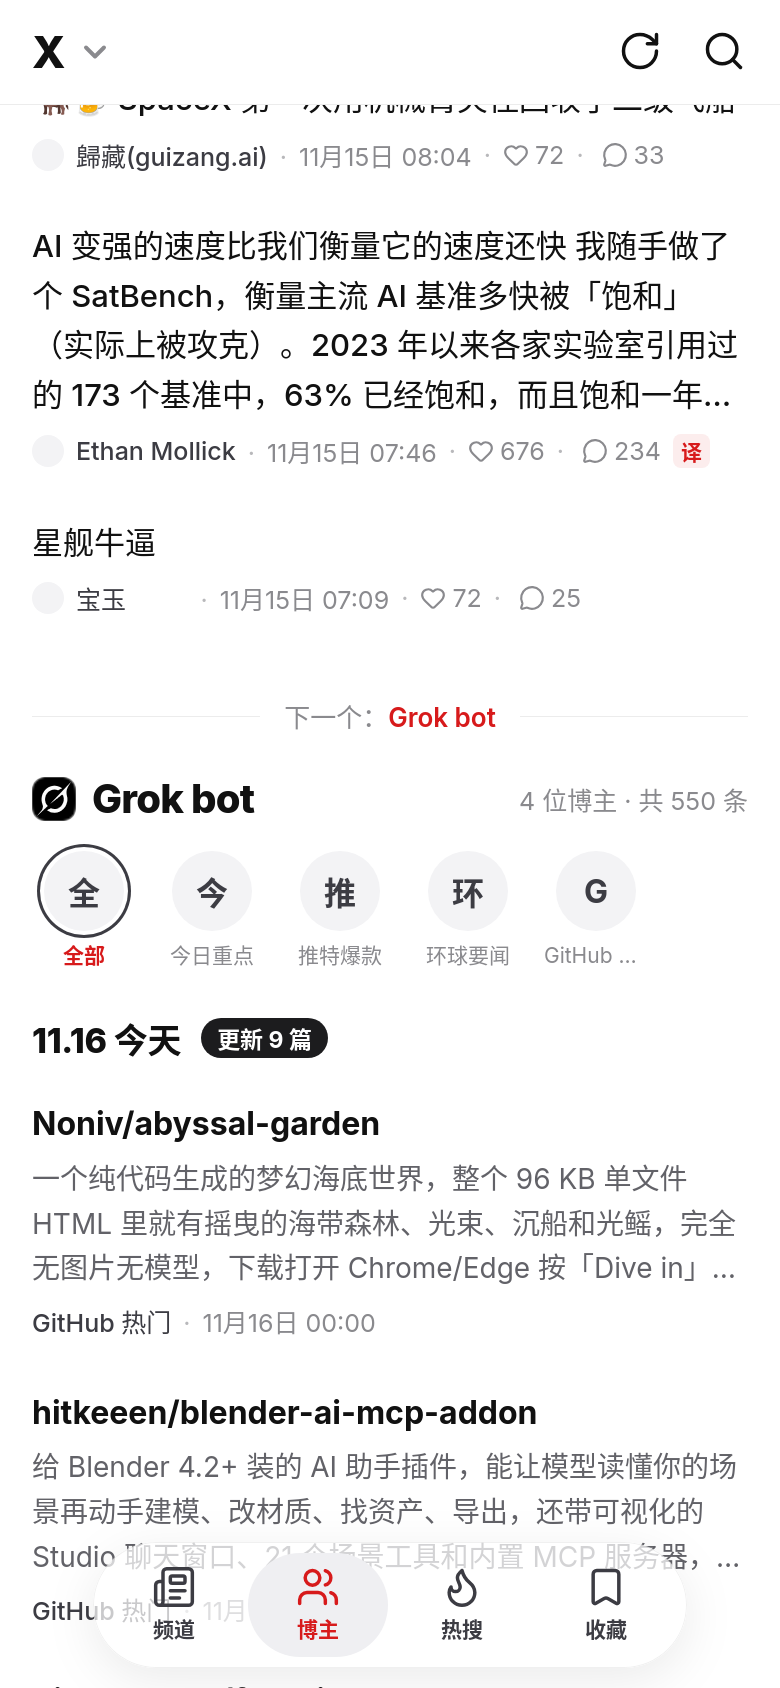 X
歸藏(guizang.ai) · 11月15日 08:04 · 72 · 33
AI 变强的速度比我们衡量它的速度还快 我随手做了
个 SatBench，衡量主流 AI 基准多快被「饱和」
（实际上被攻克）。2023 年以来各家实验室引用过
的 173 个基准中，63% 已经饱和，而且饱和一年...
Ethan Mollick · 11月15日 07:46 · 676 · 234 译
星舰牛逼
宝玉 · 11月15日 07:09 · 72 · 25
下一个：Grok bot
Grok bot
4 位博主 · 共 550 条
全 今 推 环 G
全部 今日重点 推特爆款 环球要闻 GitHub ...
11.16 今天 更新 9 篇
Noniv/abyssal-garden
一个纯代码生成的梦幻海底世界，整个 96 KB 单文件
HTML 里就有摇曳的海带森林、光束、沉船和光鳐，完全
无图片无模型，下载打开 Chrome/Edge 按「Dive in」...
GitHub 热门 · 11月16日 00:00
hitkeeen/blender-ai-mcp-addon
给 Blender 4.2+ 装的 AI 助手插件，能让模型读懂你的场
景再动手建模、改材质、找资产、导出，还带可视化的
Studio 聊天窗口、21 个场景工具和内置 MCP 服务器，...
GitHub 热门 · 11月
频道 博主 热搜 收藏